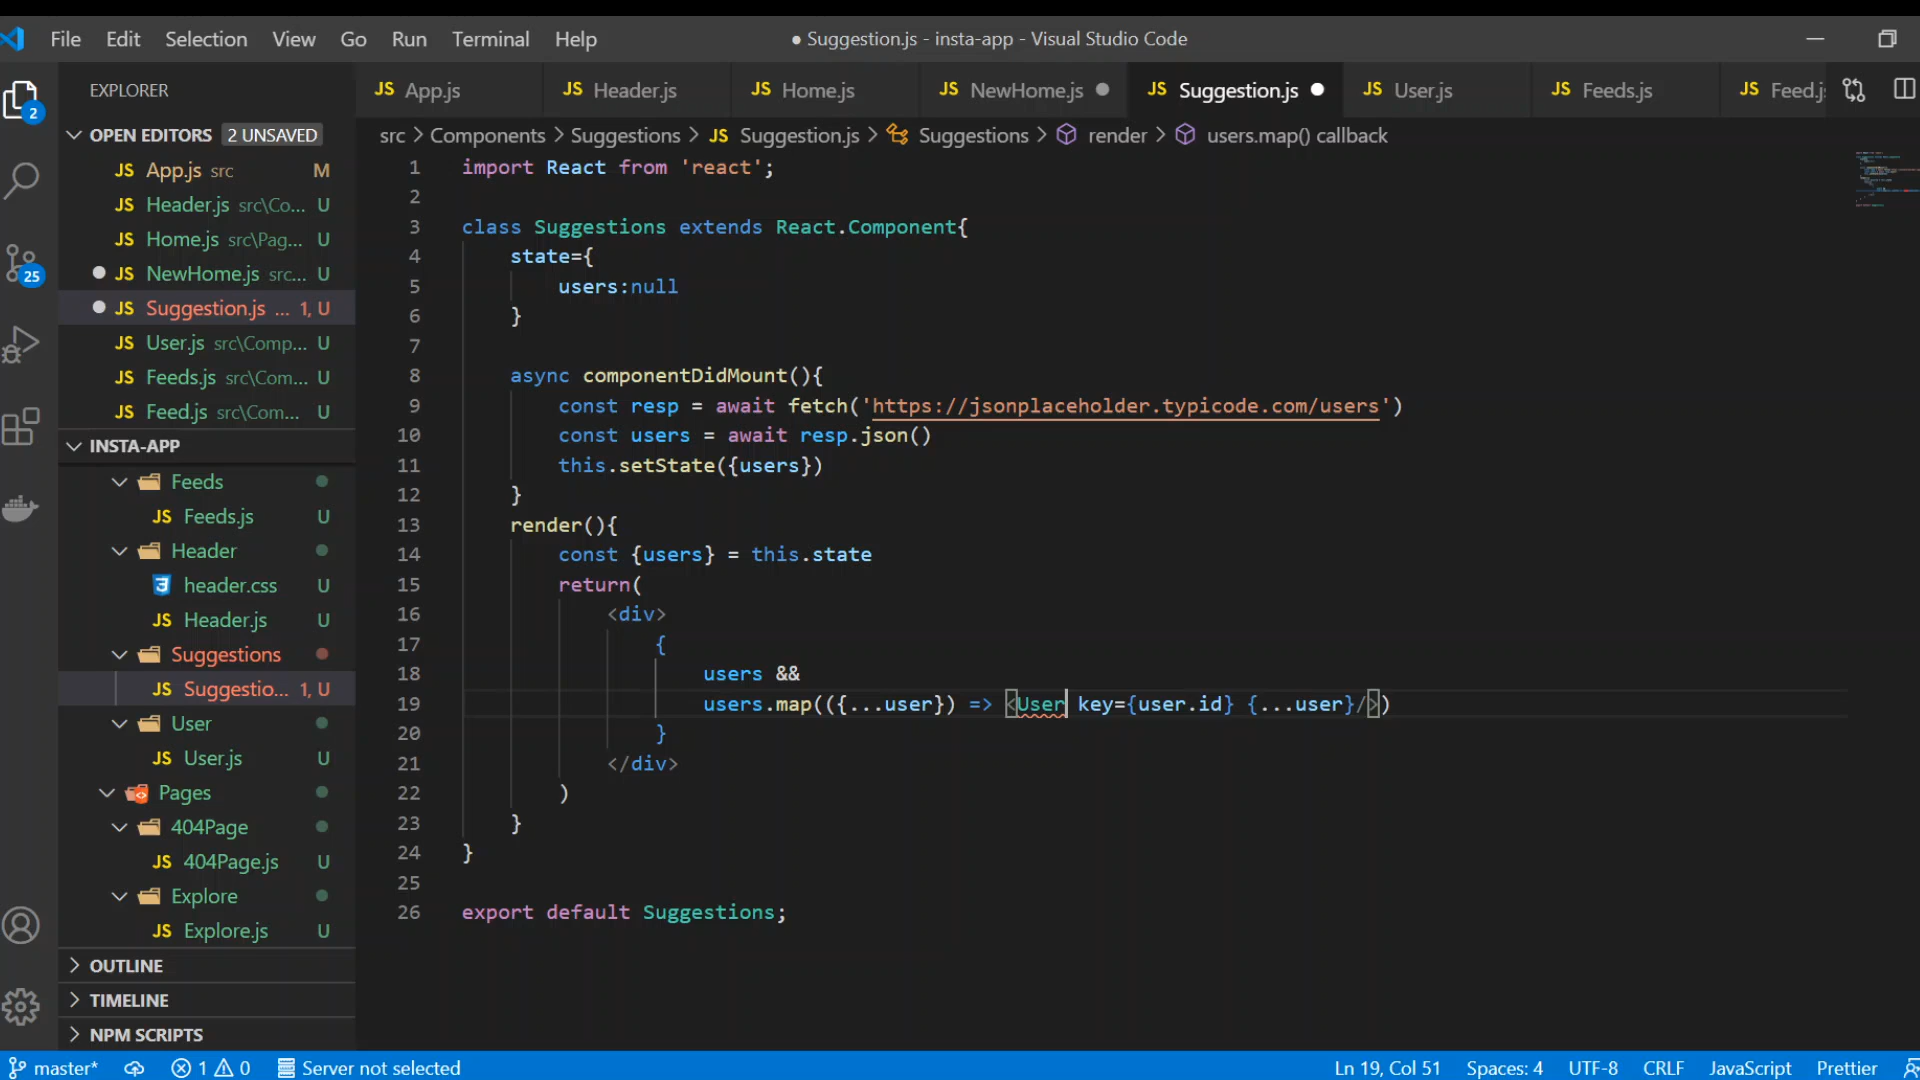 File Edit Selection View Go Run Terminal Help
● Suggestion.js - insta-app - Visual Studio Code
EXPLORER
OPEN EDITORS 2 UNSAVED
JS App.js src M
JS Header.js src\Co... U
JS Home.js src\Pag... U
JS NewHome.js src... U
JS Suggestion.js ... 1, U
JS User.js src\Comp... U
JS Feeds.js src\Com... U
JS Feed.js src\Com... U
INSTA-APP
Feeds
JS Feeds.js U
Header
header.css U
JS Header.js U
Suggestions
JS Suggestio... 1, U
User
JS User.js U
Pages
404Page
JS 404Page.js U
Explore
JS Explore.js U
OUTLINE
TIMELINE
NPM SCRIPTS
2
25
JS App.js JS Header.js JS Home.js JS NewHome.js JS Suggestion.js JS User.js JS Feeds.js JS Feed.js
src > Components > Suggestions > JS Suggestion.js > Suggestions > render > users.map() callback
1 import React from 'react';
2
3 class Suggestions extends React.Component{
4 state={
5 users:null
6 }
7
8 async componentDidMount(){
9 const resp = await fetch('https://jsonplaceholder.typicode.com/users')
10 const users = await resp.json()
11 this.setState({users})
12 }
13 render(){
14 const {users} = this.state
15 return(
16 <div>
17 {
18 users &&
19 users.map(({...user}) => <User key={user.id} {...user}/>)
20 }
21 </div>
22 )
23 }
24 }
25
26 export default Suggestions;
master* 1 0 Server not selected Ln 19, Col 51 Spaces: 4 UTF-8 CRLF JavaScript Prettier